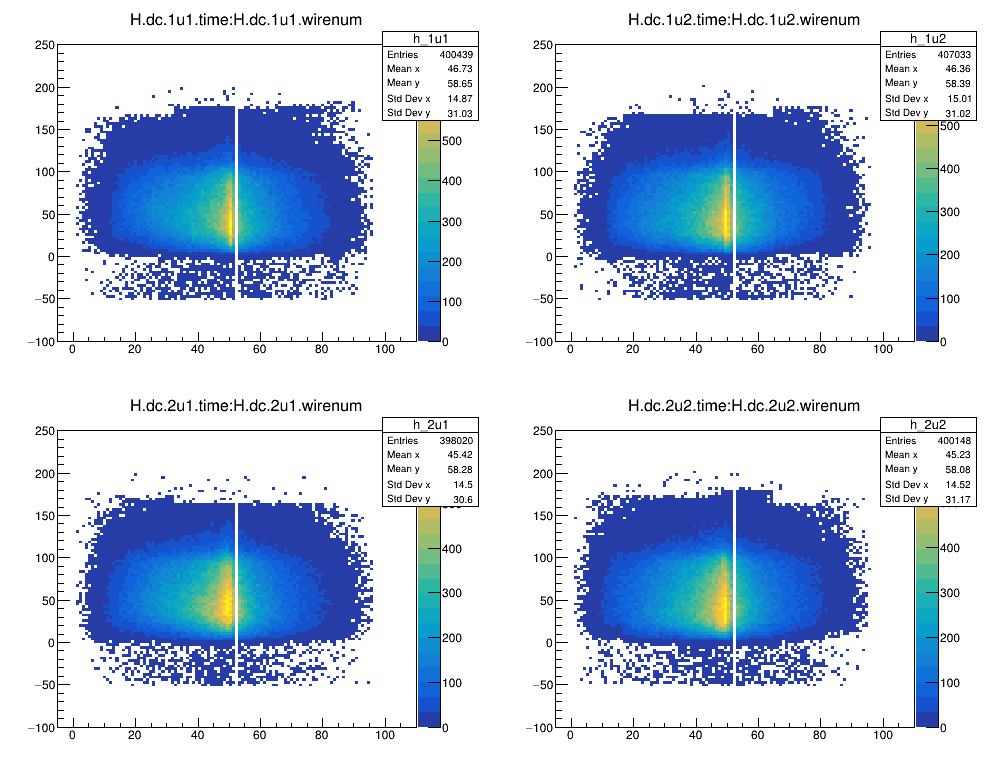 H.dc.1u1.time:H.dc.1u1.wirenum
h_1u1
Entries 400439
Mean x 46.73
Mean y 58.65
Std Dev x 14.87
Std Dev y 31.03
250
200
150
100
50
0
−50
−100
0 20 40 60 80 100
500
400
300
200
100
0
H.dc.1u2.time:H.dc.1u2.wirenum
h_1u2
Entries 407033
Mean x 46.36
Mean y 58.39
Std Dev x 15.01
Std Dev y 31.02
250
200
150
100
50
0
−50
−100
0 20 40 60 80 100
500
400
300
200
100
0
H.dc.2u1.time:H.dc.2u1.wirenum
h_2u1
Entries 398020
Mean x 45.42
Mean y 58.28
Std Dev x 14.5
Std Dev y 30.6
250
200
150
100
50
0
−50
−100
0 20 40 60 80 100
400
300
200
100
0
H.dc.2u2.time:H.dc.2u2.wirenum
h_2u2
Entries 400148
Mean x 45.23
Mean y 58.08
Std Dev x 14.52
Std Dev y 31.17
250
200
150
100
50
0
−50
−100
0 20 40 60 80 100
400
300
200
100
0